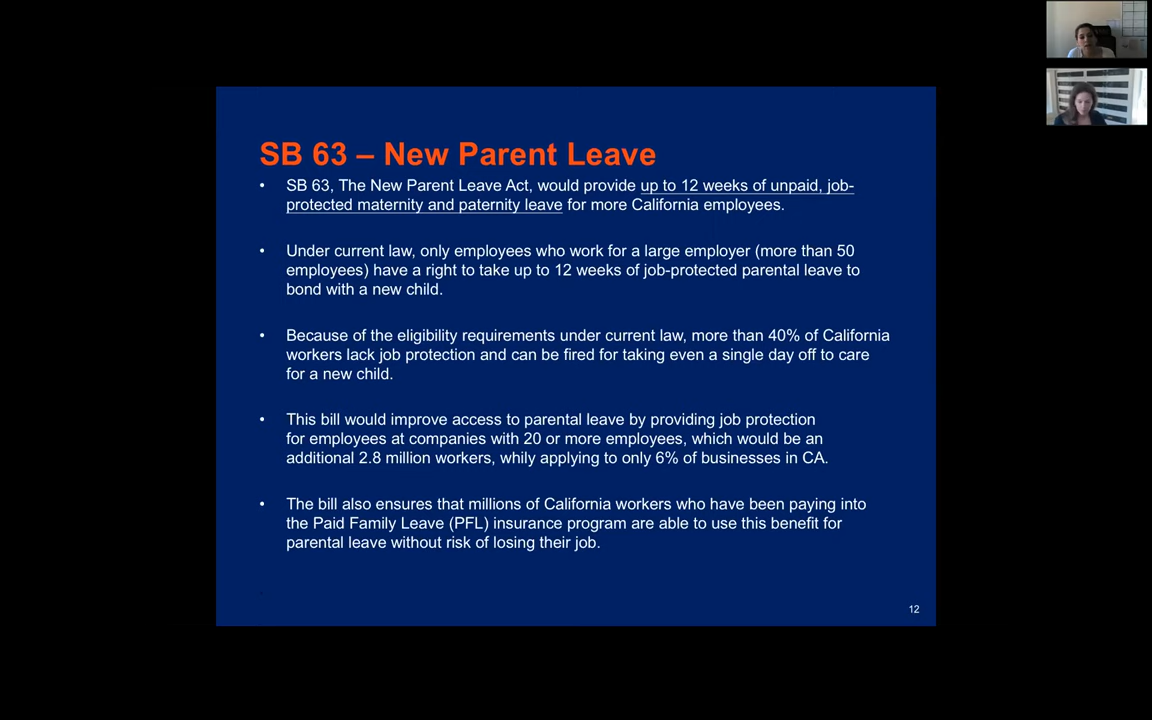 SB 63 – New Parent Leave
• SB 63, The New Parent Leave Act, would provide up to 12 weeks of unpaid, job-
protected maternity and paternity leave for more California employees.
• Under current law, only employees who work for a large employer (more than 50
employees) have a right to take up to 12 weeks of job-protected parental leave to
bond with a new child.
• Because of the eligibility requirements under current law, more than 40% of California
workers lack job protection and can be fired for taking even a single day off to care
for a new child.
• This bill would improve access to parental leave by providing job protection
for employees at companies with 20 or more employees, which would be an
additional 2.8 million workers, whily applying to only 6% of businesses in CA.
• The bill also ensures that millions of California workers who have been paying into
the Paid Family Leave (PFL) insurance program are able to use this benefit for
parental leave without risk of losing their job.
12